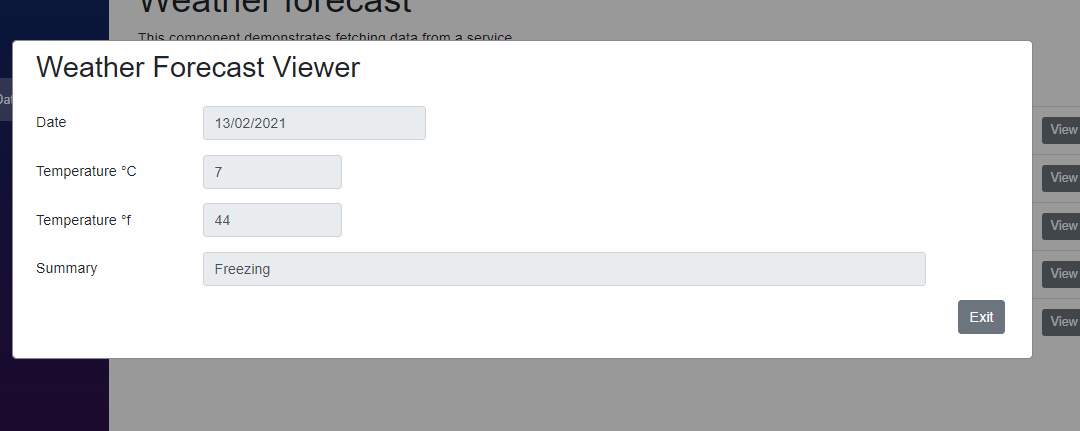 Weather forecast
This component demonstrates fetching data from a service.
Weather Forecast Viewer
Date
13/02/2021
Temperature °C
7
Temperature °f
44
Summary
Freezing
Exit
View
View
View
View
View